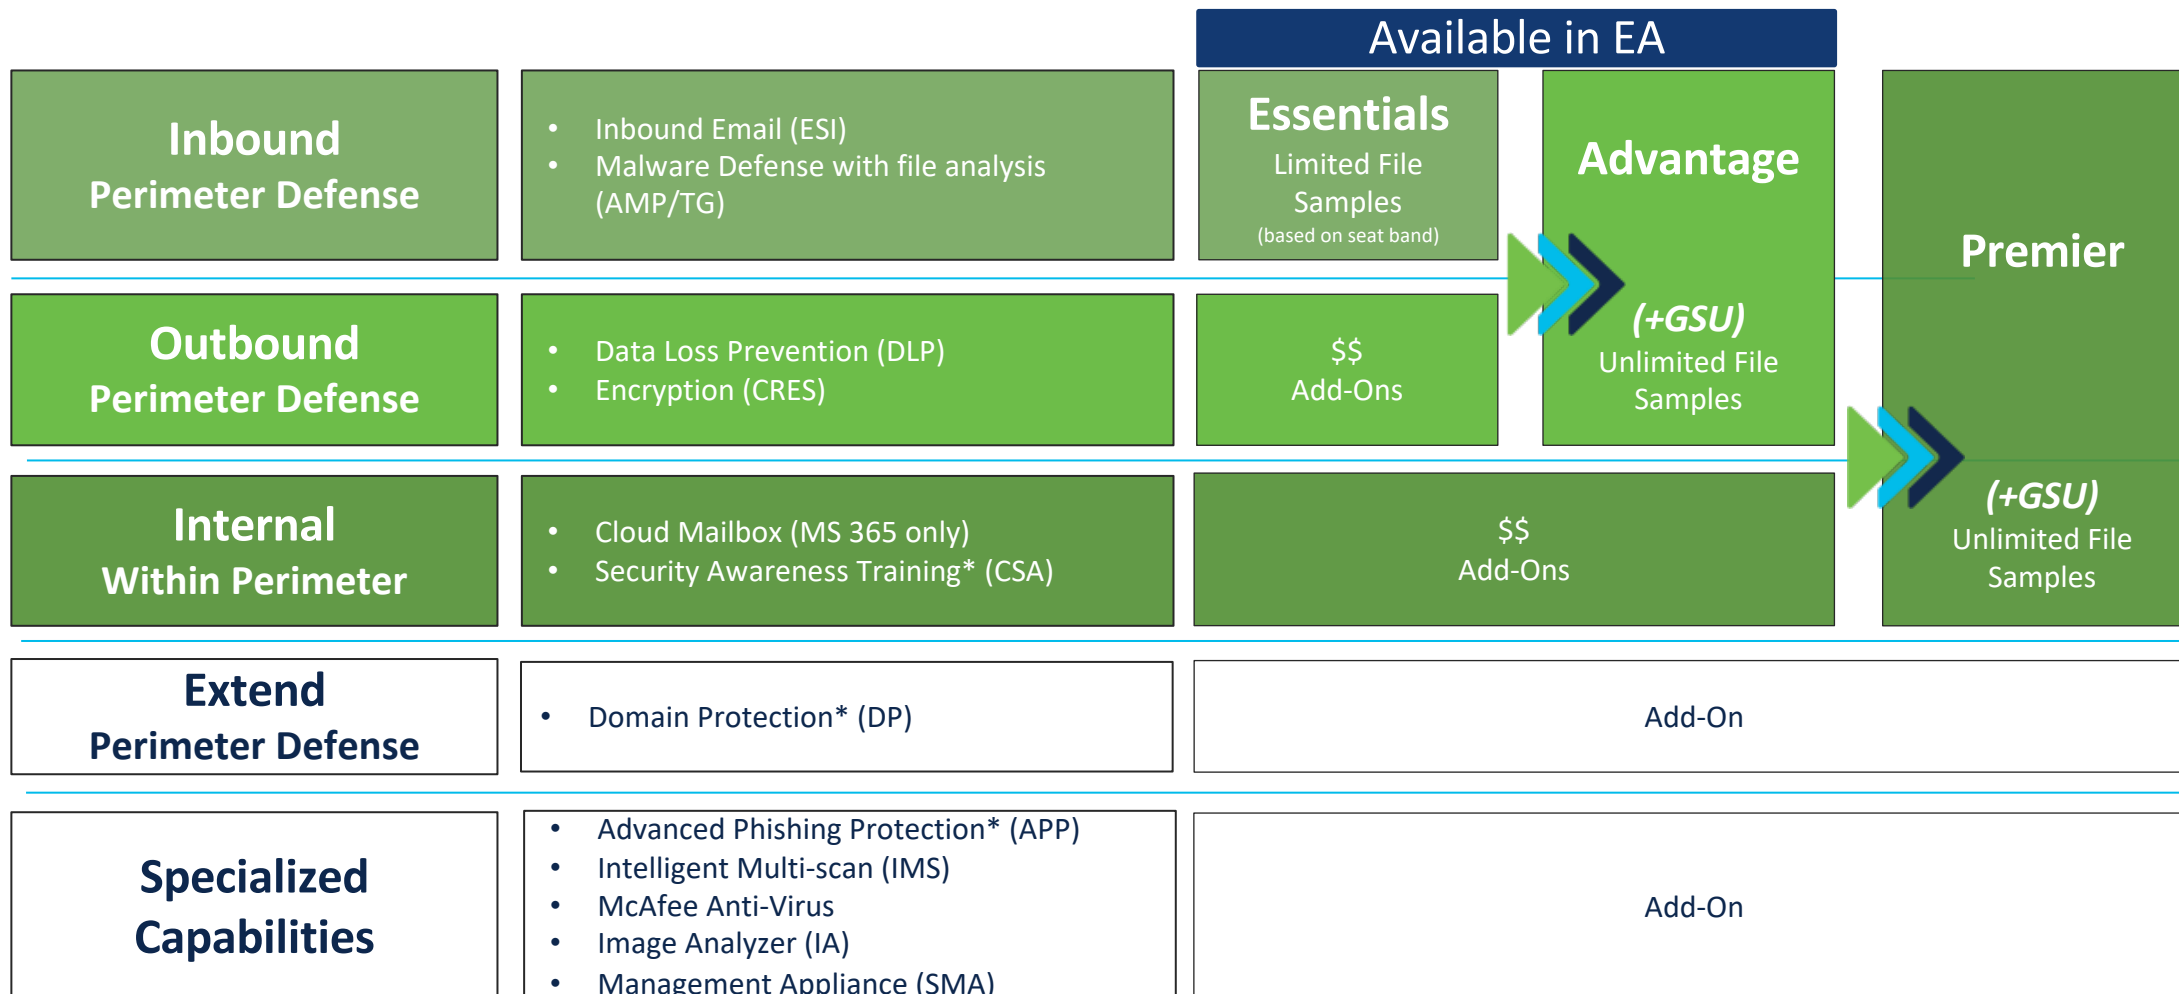 Available in EA
Inbound
Perimeter Defense
• Inbound Email (ESI)
• Malware Defense with file analysis
(AMP/TG)
Essentials
Limited File
Samples
(based on seat band)
Advantage
(+GSU)
Unlimited File
Samples
Premier
(+GSU)
Unlimited File
Samples
Outbound
Perimeter Defense
• Data Loss Prevention (DLP)
• Encryption (CRES)
$$
Add-Ons
Internal
Within Perimeter
• Cloud Mailbox (MS 365 only)
• Security Awareness Training* (CSA)
$$
Add-Ons
Extend
Perimeter Defense
• Domain Protection* (DP)
Add-On
Specialized
Capabilities
• Advanced Phishing Protection* (APP)
• Intelligent Multi-scan (IMS)
• McAfee Anti-Virus
• Image Analyzer (IA)
• Management Appliance (SMA)
Add-On